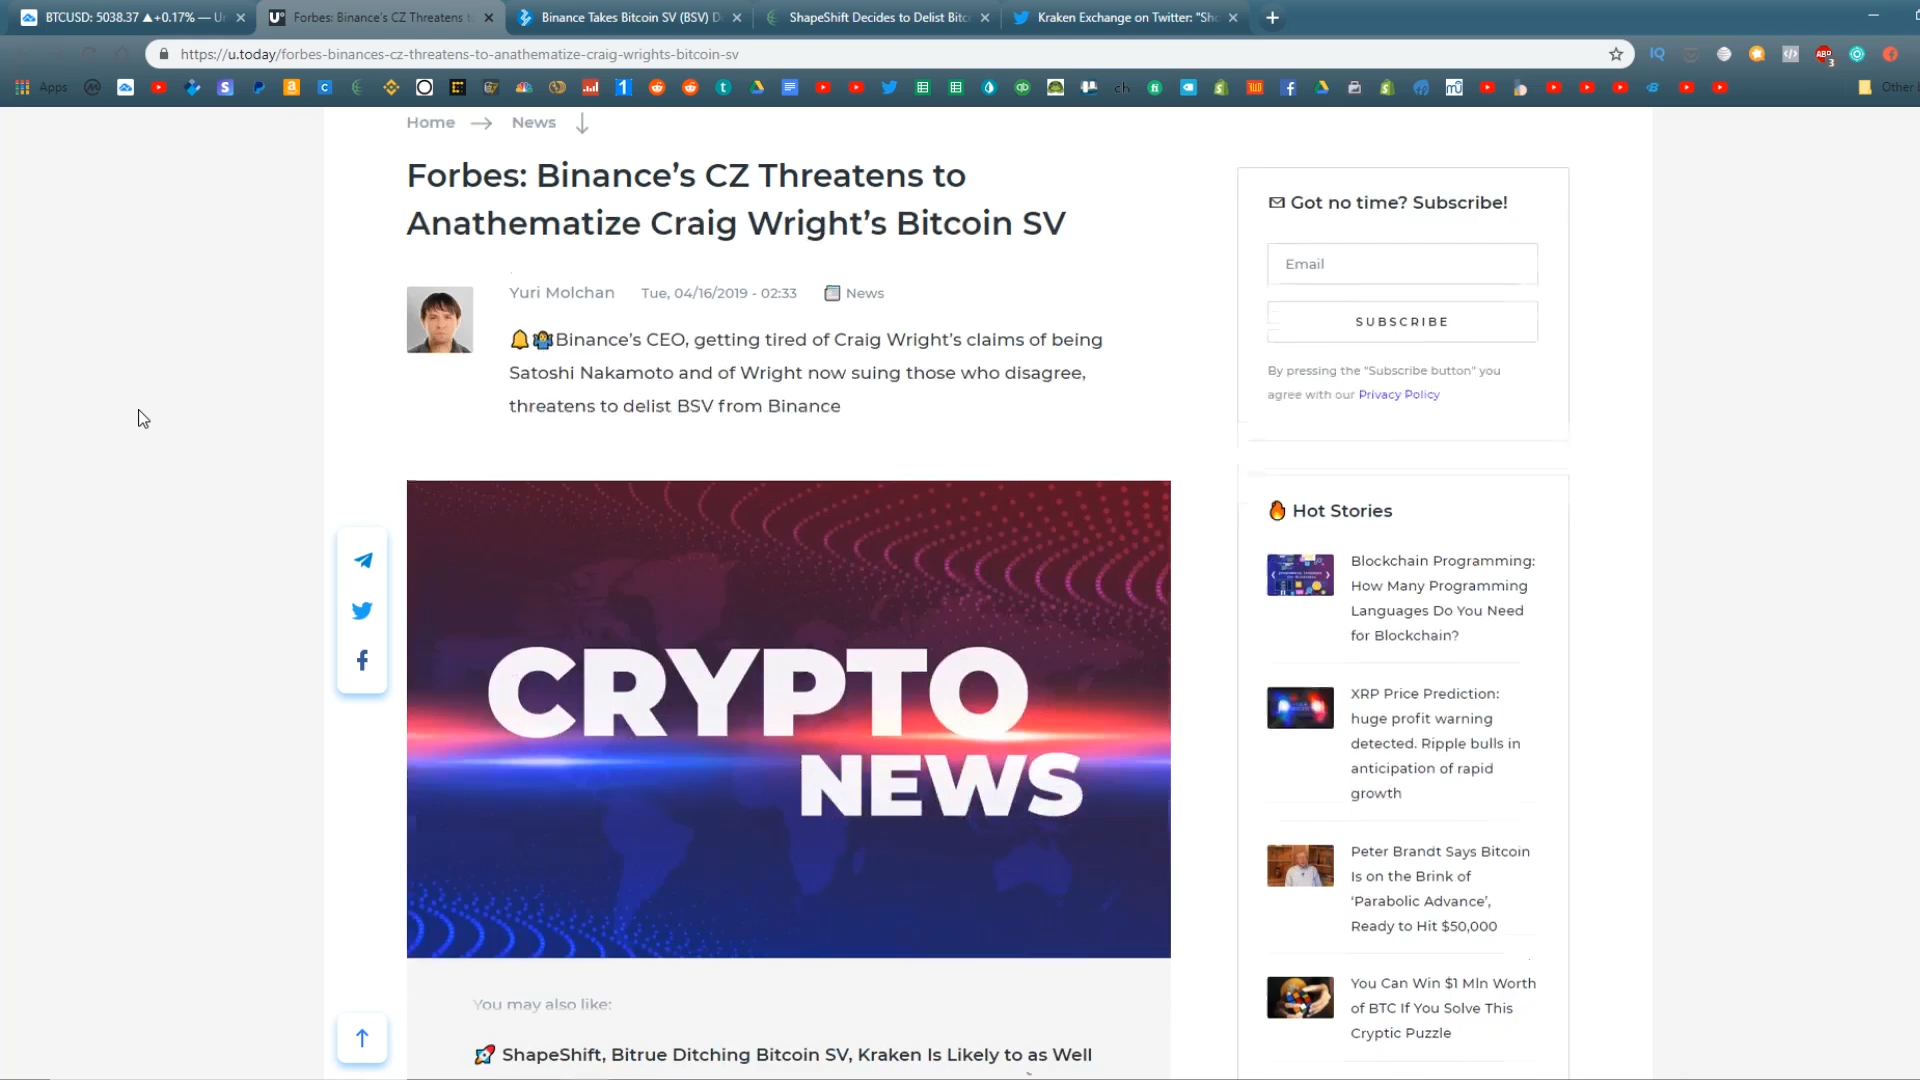 BTCUSD: 5038.37 ▲+0.17% — U
Forbes: Binance's CZ Threatens t
Binance Takes Bitcoin SV (BSV) D
ShapeShift Decides to Delist Bitc
Kraken Exchange on Twitter: "Sh
https://u.today/forbes-binances-cz-threatens-to-anathematize-craig-wrights-bitcoin-sv
Apps
Other
Home → News ↓
Forbes: Binance’s CZ Threatens to
Anathematize Craig Wright’s Bitcoin SV
Yuri Molchan Tue, 04/16/2019 - 02:33 News
🔔🤷Binance’s CEO, getting tired of Craig Wright’s claims of being
Satoshi Nakamoto and of Wright now suing those who disagree,
threatens to delist BSV from Binance
CRYPTO
NEWS
You may also like:
🚀 ShapeShift, Bitrue Ditching Bitcoin SV, Kraken Is Likely to as Well
Got no time? Subscribe!
Email
SUBSCRIBE
By pressing the "Subscribe button" you
agree with our Privacy Policy
🔥 Hot Stories
Blockchain Programming:
How Many Programming
Languages Do You Need
for Blockchain?
XRP Price Prediction:
huge profit warning
detected. Ripple bulls in
anticipation of rapid
growth
Peter Brandt Says Bitcoin
Is on the Brink of
‘Parabolic Advance’,
Ready to Hit $50,000
You Can Win $1 Mln Worth
of BTC If You Solve This
Cryptic Puzzle